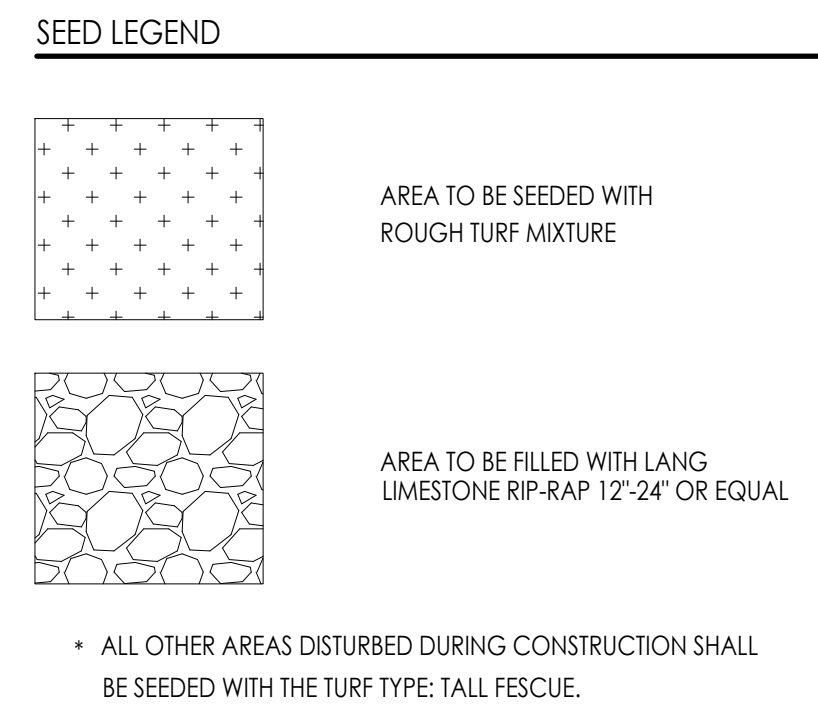 SEED LEGEND
AREA TO BE SEEDED WITH
ROUGH TURF MIXTURE
AREA TO BE FILLED WITH LANG
LIMESTONE RIP-RAP 12"-24" OR EQUAL
* ALL OTHER AREAS DISTURBED DURING CONSTRUCTION SHALL
BE SEEDED WITH THE TURF TYPE: TALL FESCUE.